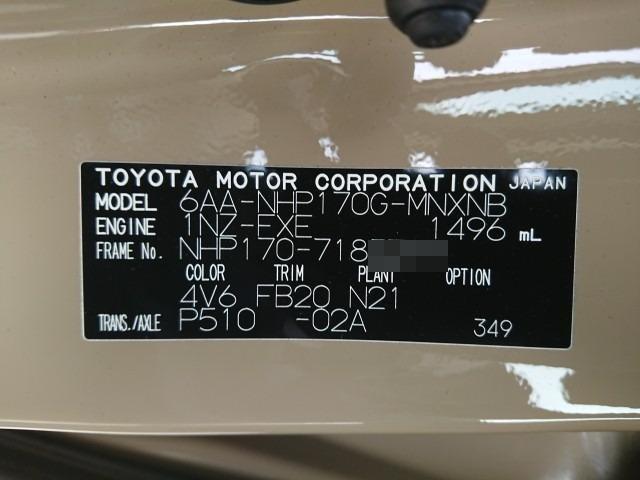 TOYOTA MOTOR CORPORATION JAPAN
MODEL 6AA-NHP170G-MNXNB
ENGINE 1NZ-FXE 1496 mL
FRAME No. NHP170-718
COLOR TRIM PLANT OPTION
4V6 FB20 N21
TRANS./AXLE P510 -02A 349